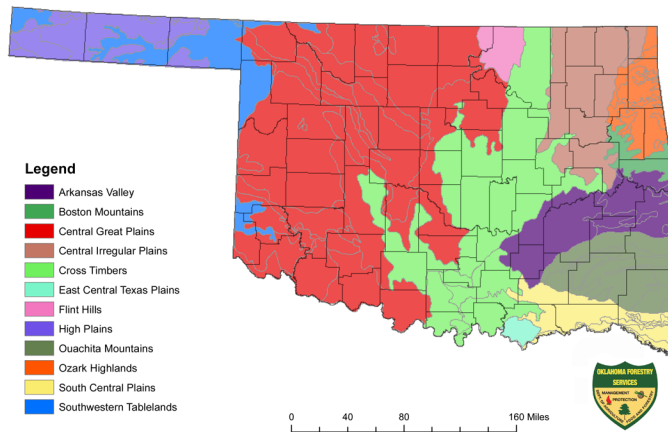 Legend
Arkansas Valley
Boston Mountains
Central Great Plains
Central Irregular Plains
Cross Timbers
East Central Texas Plains
Flint Hills
High Plains
Ouachita Mountains
Ozark Highlands
South Central Plains
Southwestern Tablelands
0 40 80 160 Miles
OKLAHOMA FORESTRY
SERVICES
MANAGEMENT
PROTECTION